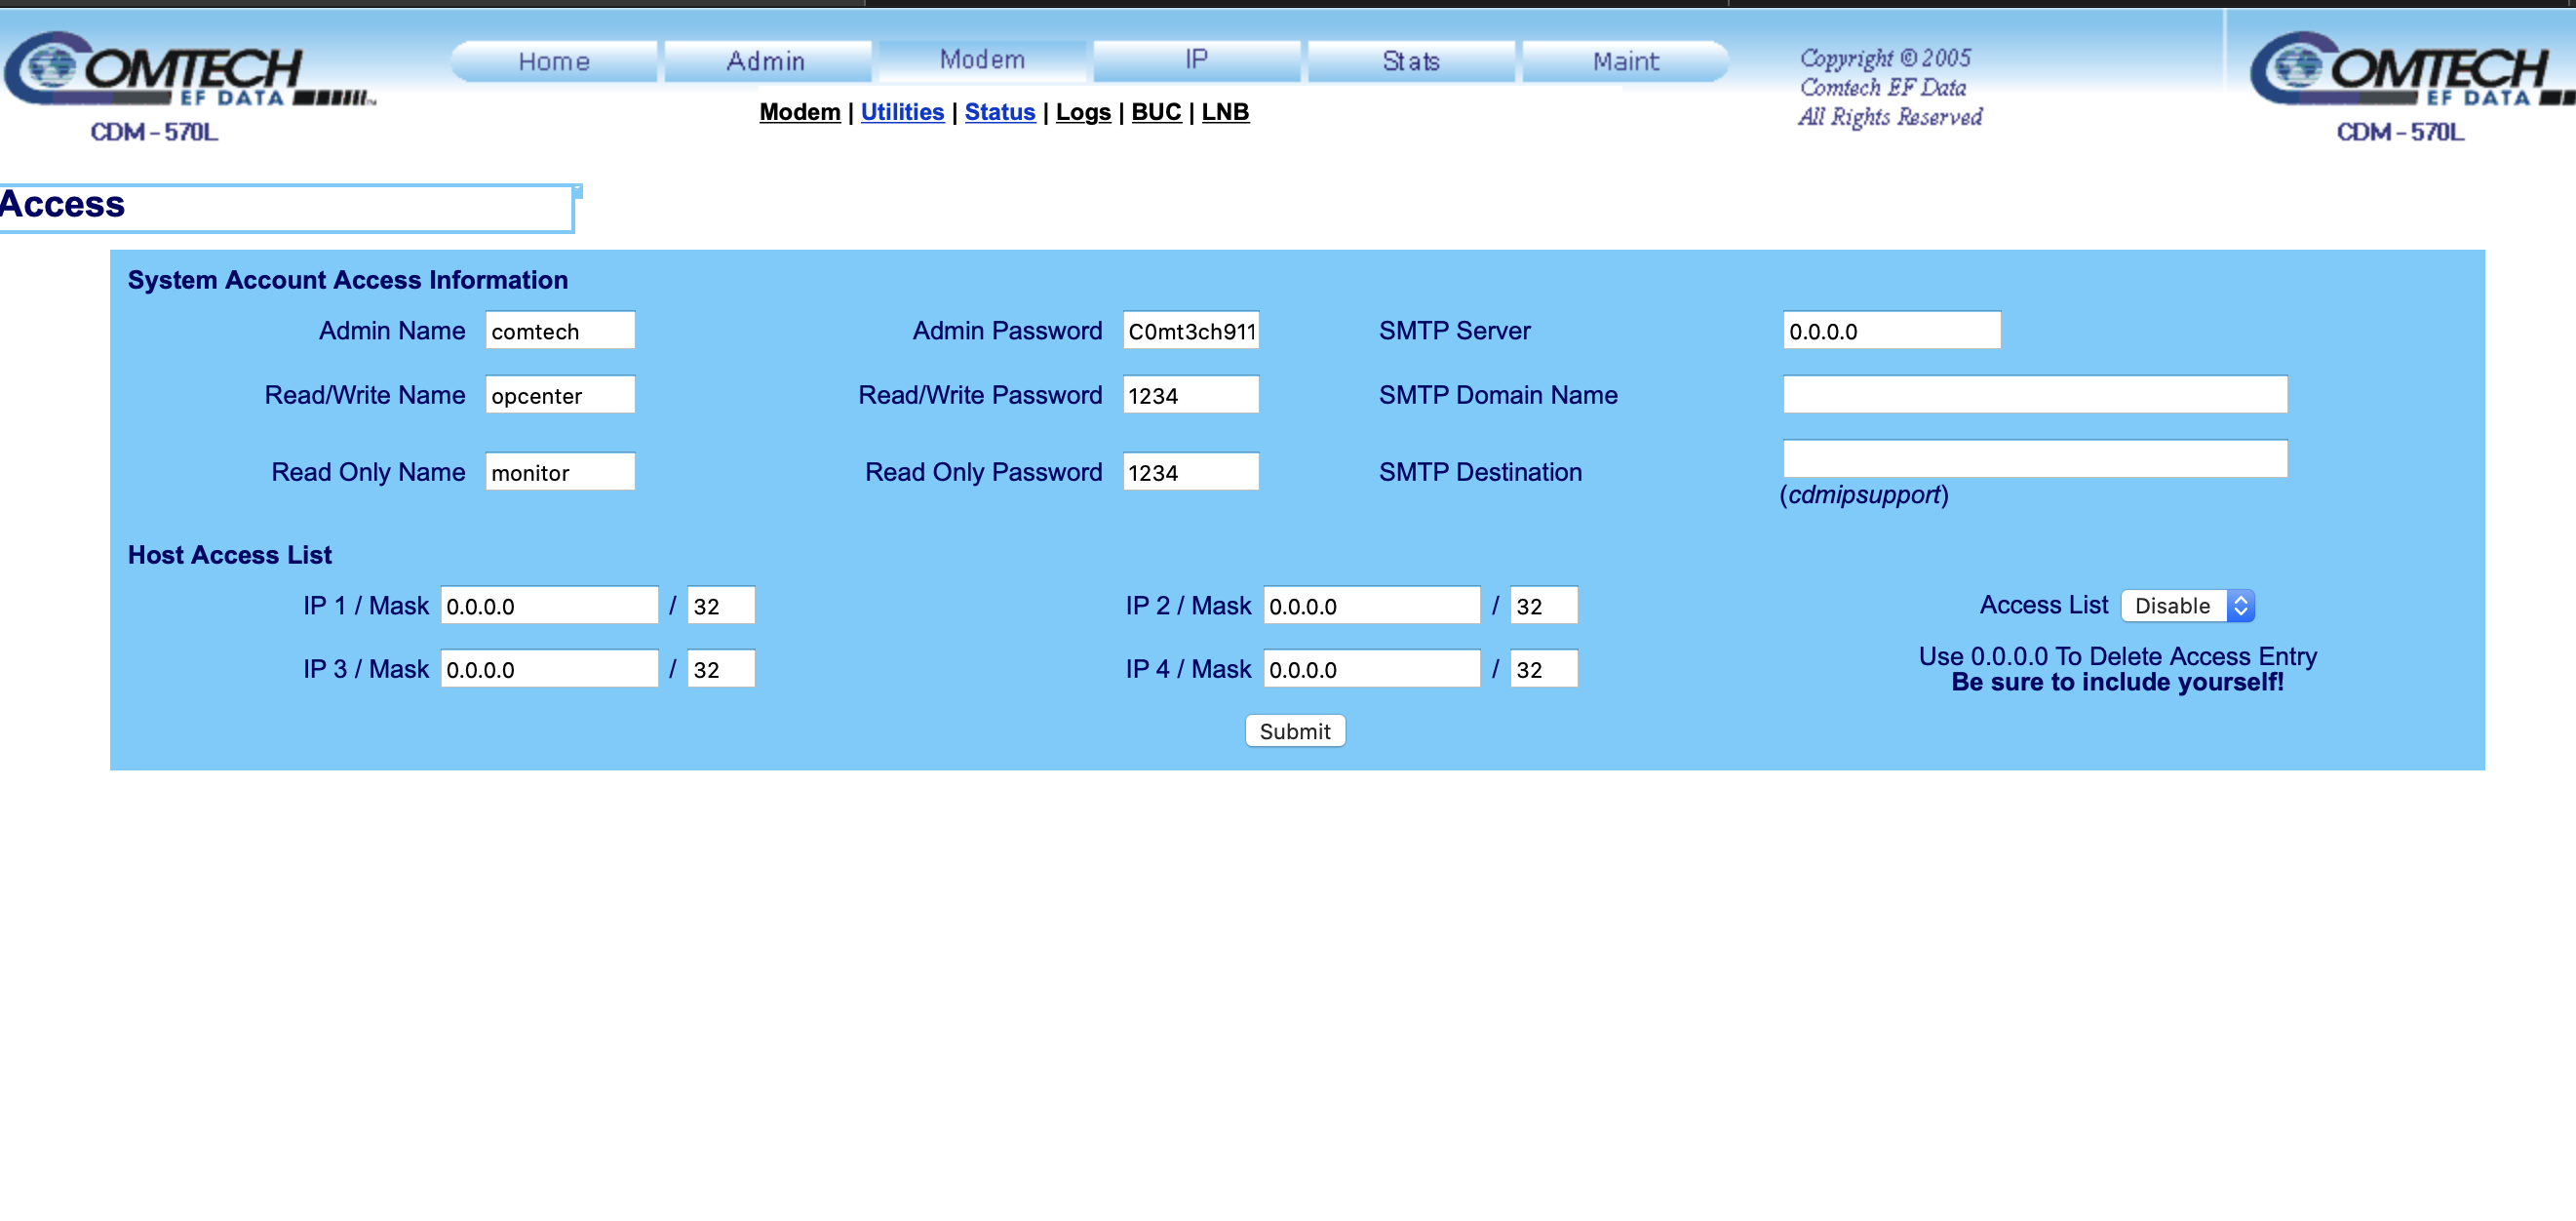 COMTECH
EF DATA
CDM - 570L
Home Admin Modem IP Stats Maint
Modem | Utilities | Status | Logs | BUC | LNB
Copyright © 2005
Comtech EF Data
All Rights Reserved
COMTECH
EF DATA
CDM - 570L
Access
System Account Access Information
Admin Name comtech Admin Password C0mt3ch911 SMTP Server 0.0.0.0
Read/Write Name opcenter Read/Write Password 1234 SMTP Domain Name
Read Only Name monitor Read Only Password 1234 SMTP Destination
(cdmipsupport)
Host Access List
IP 1 / Mask 0.0.0.0 / 32 IP 2 / Mask 0.0.0.0 / 32 Access List Disable
IP 3 / Mask 0.0.0.0 / 32 IP 4 / Mask 0.0.0.0 / 32 Use 0.0.0.0 To Delete Access Entry
Be sure to include yourself!
Submit